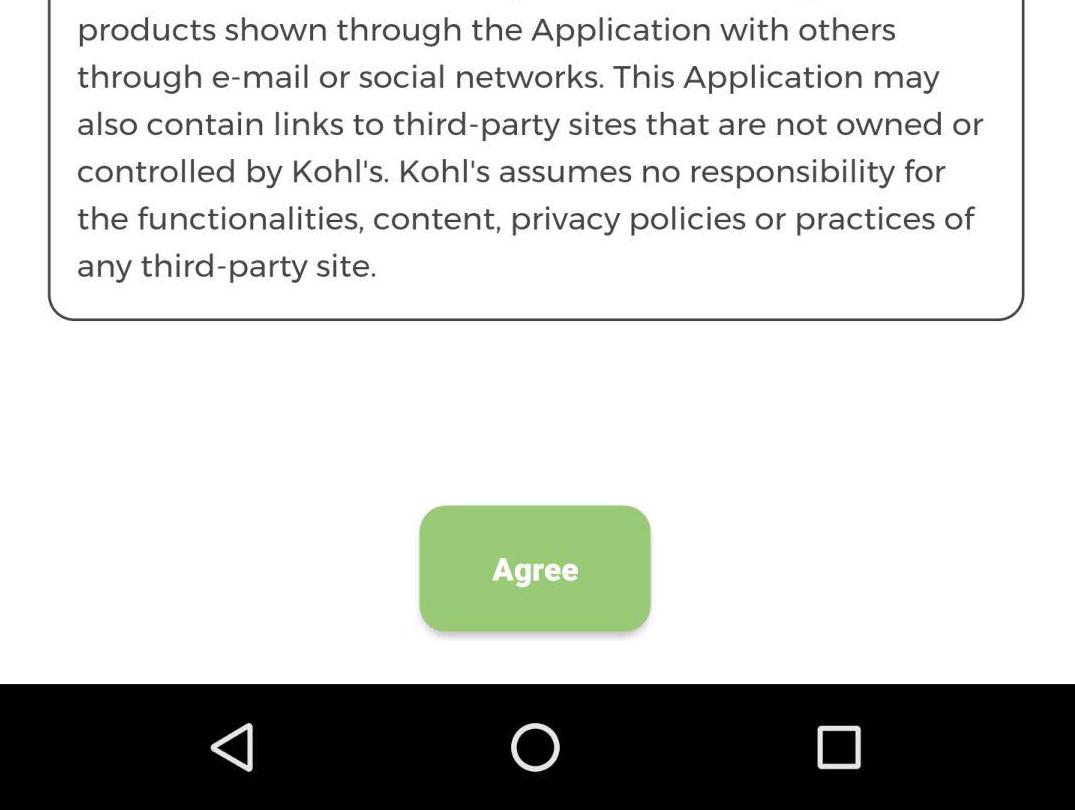 products shown through the Application with others
through e-mail or social networks. This Application may
also contain links to third-party sites that are not owned or
controlled by Kohl's. Kohl's assumes no responsibility for
the functionalities, content, privacy policies or practices of
any third-party site.
Agree